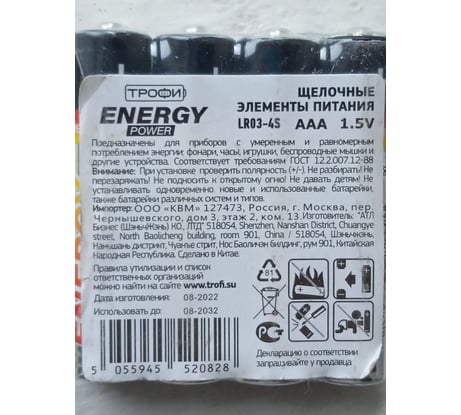 ТРОФИ
ENERGY
POWER
ЩЕЛОЧНЫЕ
ЭЛЕМЕНТЫ ПИТАНИЯ
LR03-4S AAA 1.5V
Предназначены для приборов с умеренным и равномерным
потреблением энергии: фонари, часы, игрушки, беспроводные мышки и
другие устройства. Соответствует требованиям ГОСТ 12.2.007.12-88
Внимание: При установке проверить полярность (+/-). Не разбирать! Не
перезаряжать! Не подносить к открытому огню! Не давать детям! Не
устанавливать одновременно новые и использованные батарейки,
также батарейки различных систем и типов.
Импортер: ООО «КВМ» 127473, Россия, г. Москва, пер.
Чернышевского, дом 3, этаж 2, ком. 13. Изготовитель: "АТЛ
Бизнес (ШэньЧЖэнь) КО, ЛТД" 518054, Shenzhen, Nanshan District, Chuangye
street, North Baolicheng building, room 901, China / 518054, Шэньчжэнь,
Наньшань дистрикт, Чуанъе стрит, Норс Баоличэн билдинг, рум 901, Китайская
Народная Республика. Сделано в Китае.
Правила утилизации и список
ответственных организаций
можно найти на сайте www.trofi.su
Дата изготовления: 08-2022
Использовать до: 08-2032
81
5 055945 520828
Декларацию о соответствии
запрашивайте у продавца